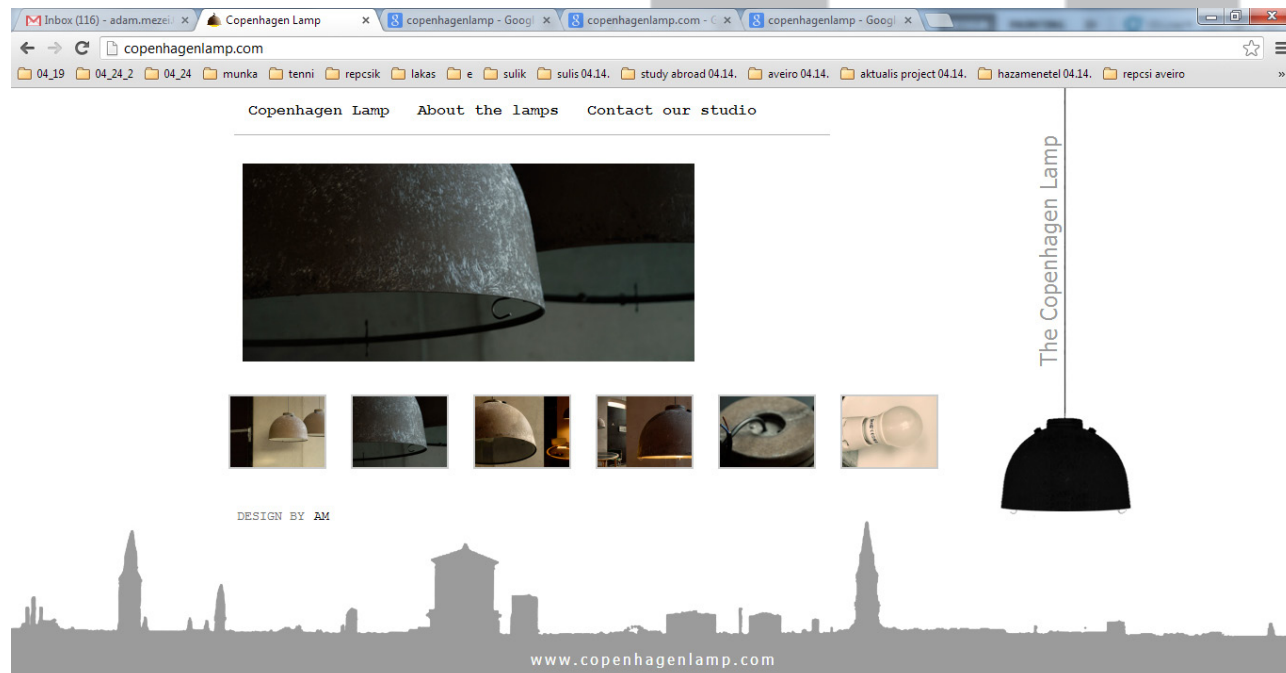 Inbox (116) - adam.mezei
Copenhagen Lamp
copenhagenlamp - Googl
copenhagenlamp.com - G
copenhagenlamp - Googl
copenhagenlamp.com
04_19
04_24_2
04_24
munka
tenni
repcsik
lakas
e
sulik
sulis 04.14.
study abroad 04.14.
aveiro 04.14.
aktualis project 04.14.
hazamenetel 04.14.
repcsi aveiro
»
Copenhagen Lamp
About the lamps
Contact our studio
The Copenhagen Lamp
DESIGN BY AM
www.copenhagenlamp.com